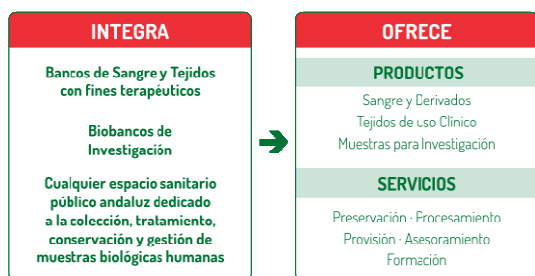 INTEGRA
Bancos de Sangre y Tejidos
con fines terapéuticos
Biobancos de
Investigación
Cualquier espacio sanitario
público andaluz dedicado
a la colección, tratamiento,
conservación y gestión de
muestras biológicas humanas
OFRECE
PRODUCTOS
Sangre y Derivados
Tejidos de uso Clínico
Muestras para Investigación
SERVICIOS
Preservación · Procesamiento
Provisión · Asesoramiento
Formación